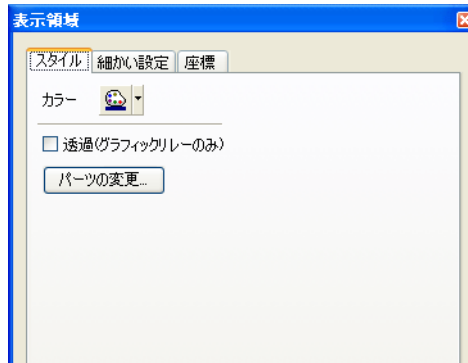 表示領域
スタイル 細かい設定 座標
カラー
透過(グラフィックリレーのみ)
パーツの変更...